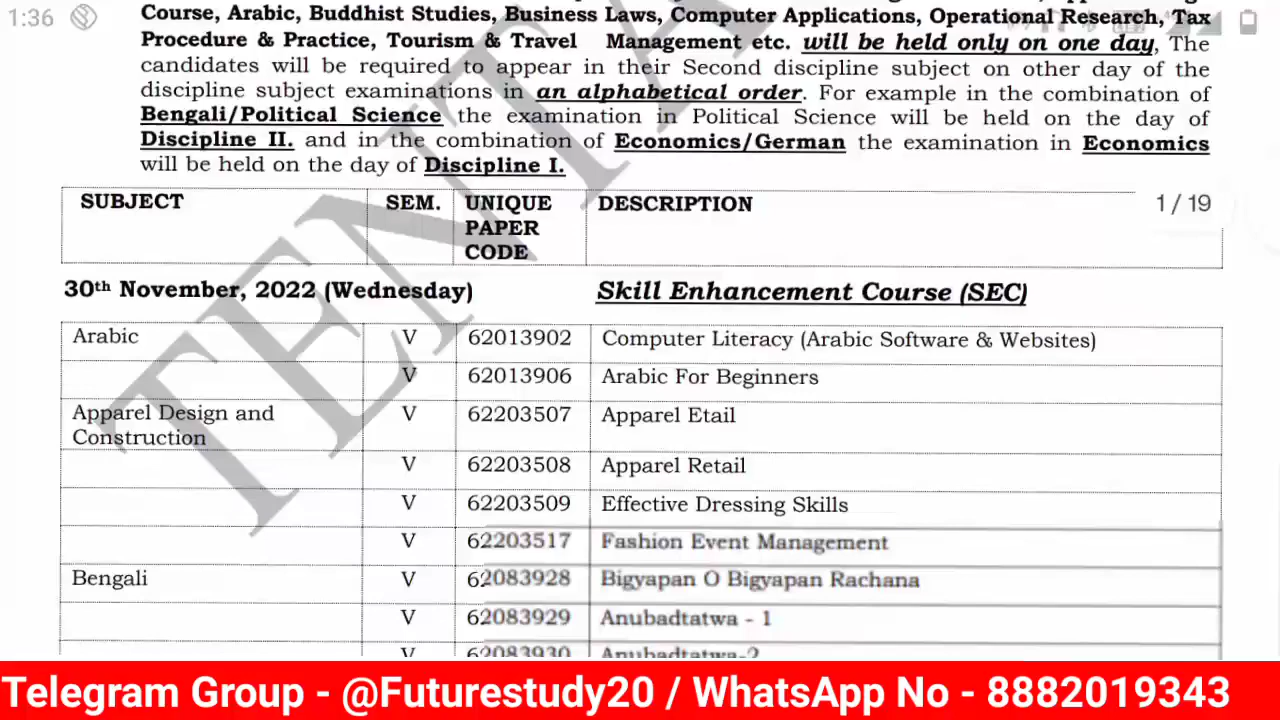 1:36
Course, Arabic, Buddhist Studies, Business Laws, Computer Applications, Operational Research, Tax
Procedure & Practice, Tourism & Travel Management etc. will be held only on one day, The
candidates will be required to appear in their Second discipline subject on other day of the
discipline subject examinations in an alphabetical order. For example in the combination of
Bengali/Political Science the examination in Political Science will be held on the day of
Discipline II. and in the combination of Economics/German the examination in Economics
will be held on the day of Discipline I.
SUBJECT SEM. UNIQUE PAPER CODE DESCRIPTION
1 / 19
30th November, 2022 (Wednesday) Skill Enhancement Course (SEC)
Arabic V 62013902 Computer Literacy (Arabic Software & Websites)
V 62013906 Arabic For Beginners
Apparel Design and Construction V 62203507 Apparel Etail
V 62203508 Apparel Retail
V 62203509 Effective Dressing Skills
V 62203517 Fashion Event Management
Bengali V 62083928 Bigyapan O Bigyapan Rachana
V 62083929 Anubadtatwa - 1
V 62083930 Anubadtatwa-2
Telegram Group - @Futurestudy20 / WhatsApp No - 8882019343